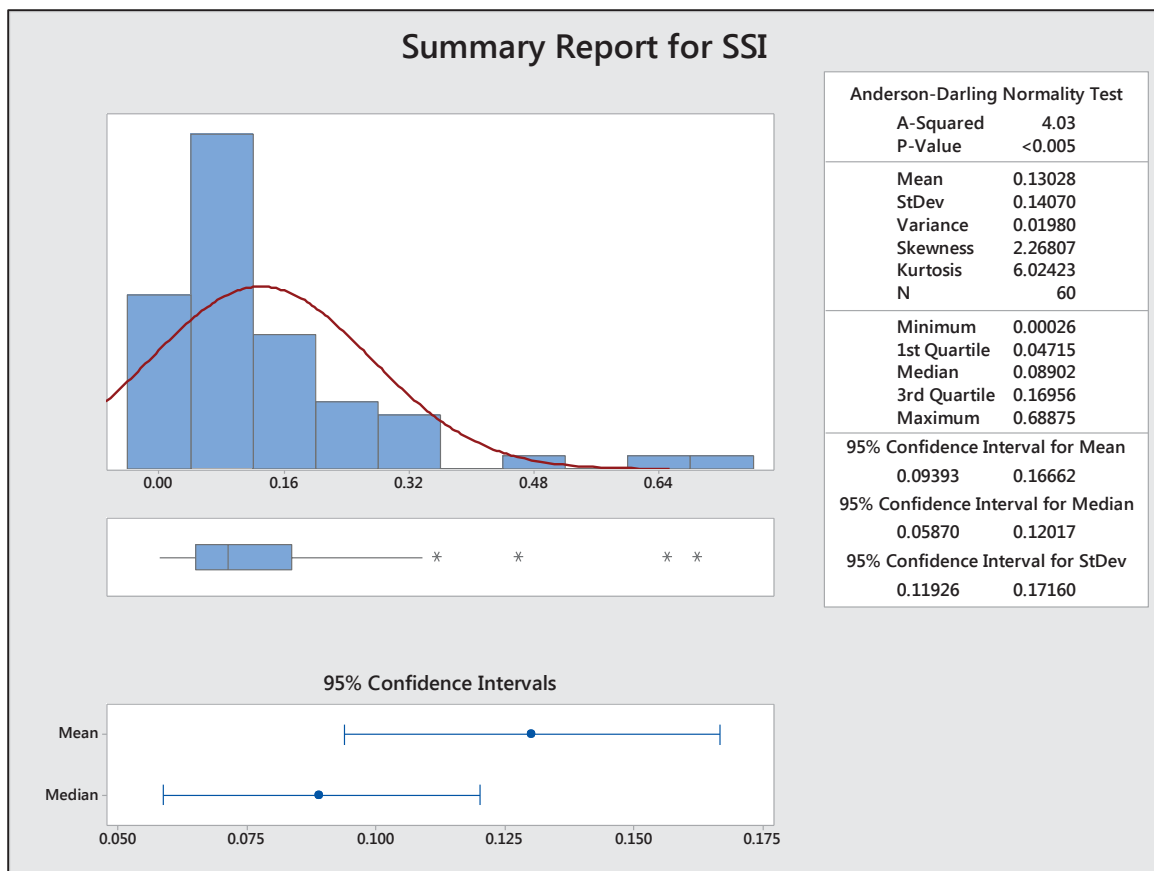 Summary Report for SSI
Anderson-Darling Normality Test
A-Squared 4.03
P-Value <0.005
Mean 0.13028
StDev 0.14070
Variance 0.01980
Skewness 2.26807
Kurtosis 6.02423
N 60
Minimum 0.00026
1st Quartile 0.04715
Median 0.08902
3rd Quartile 0.16956
Maximum 0.68875
95% Confidence Interval for Mean
0.09393 0.16662
95% Confidence Interval for Median
0.05870 0.12017
95% Confidence Interval for StDev
0.11926 0.17160
0.00 0.16 0.32 0.48 0.64
95% Confidence Intervals
Mean
Median
0.050 0.075 0.100 0.125 0.150 0.175